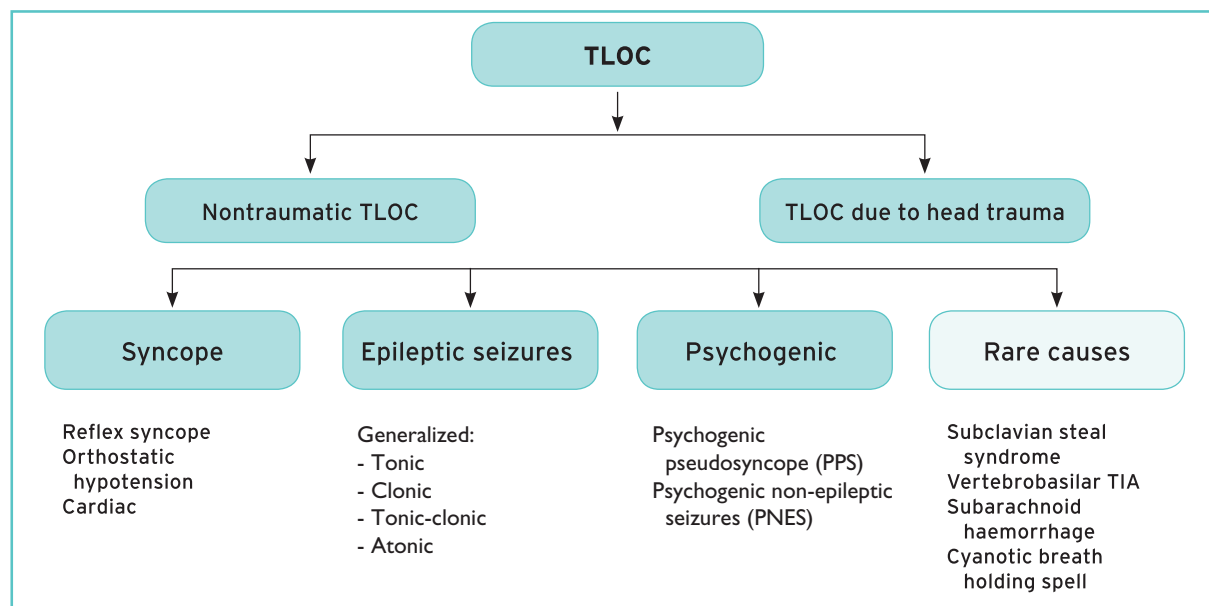 TLOC
Nontraumatic TLOC
TLOC due to head trauma
Syncope
Epileptic seizures
Psychogenic
Rare causes
Reflex syncope
Orthostatic
hypotension
Cardiac
Generalized:
- Tonic
- Clonic
- Tonic-clonic
- Atonic
Psychogenic
pseudosyncope (PPS)
Psychogenic non-epileptic
seizures (PNES)
Subclavian steal
syndrome
Vertebrobasilar TIA
Subarachnoid
haemorrhage
Cyanotic breath
holding spell